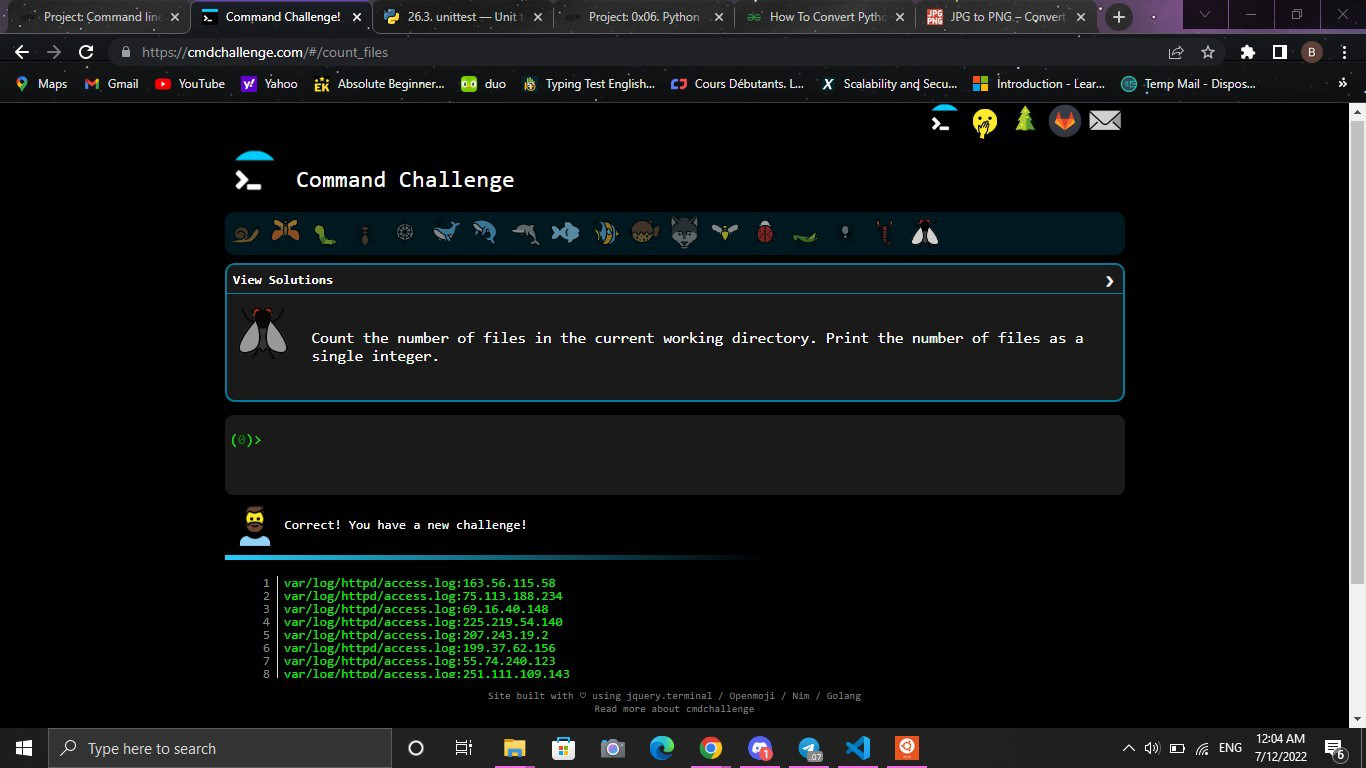 Project: Command line
Command Challenge!
26.3. unittest — Unit t
Project: 0x06. Python
How To Convert Pytho
JPG to PNG – Convert
https://cmdchallenge.com/#/count_files
B
Maps
Gmail
YouTube
Yahoo
Absolute Beginner...
duo
Typing Test English...
Cours Débutants. L...
Scalability and Secu...
Introduction - Lear...
Temp Mail - Dispos...
»
Command Challenge
View Solutions
Count the number of files in the current working directory. Print the number of files as a
single integer.
(0)>
Correct! You have a new challenge!
1 var/log/httpd/access.log:163.56.115.58
2 var/log/httpd/access.log:75.113.188.234
3 var/log/httpd/access.log:69.16.40.148
4 var/log/httpd/access.log:225.219.54.140
5 var/log/httpd/access.log:207.243.19.2
6 var/log/httpd/access.log:199.37.62.156
7 var/log/httpd/access.log:55.74.240.123
8 var/log/httpd/access.log:251.111.109.143
Site built with ♡ using jquery.terminal / Openmoji / Nim / Golang
Read more about cmdchallenge
Type here to search
ENG
12:04 AM
7/12/2022
6